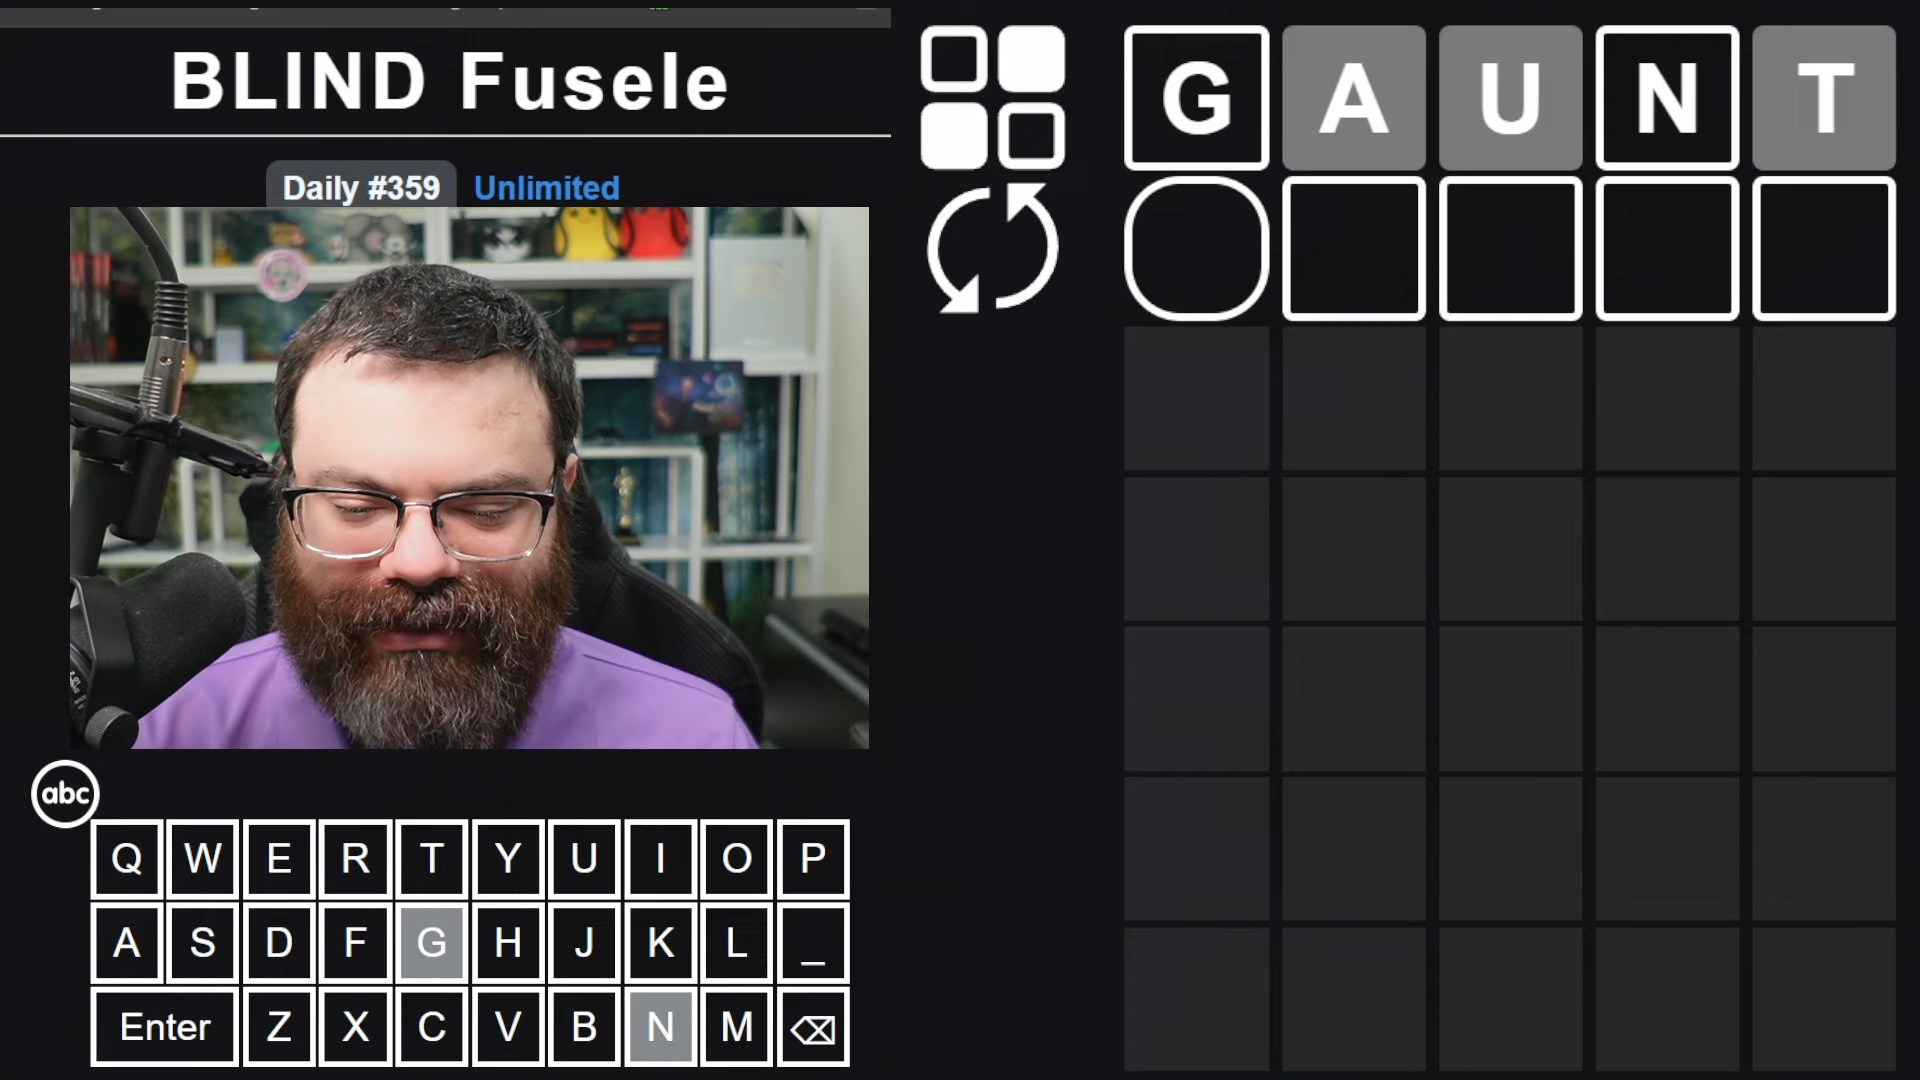 BLIND Fusele
Daily #359 Unlimited
G A U N T
abc
Q W E R T Y U I O P
A S D F G H J K L _
Enter Z X C V B N M ⌫